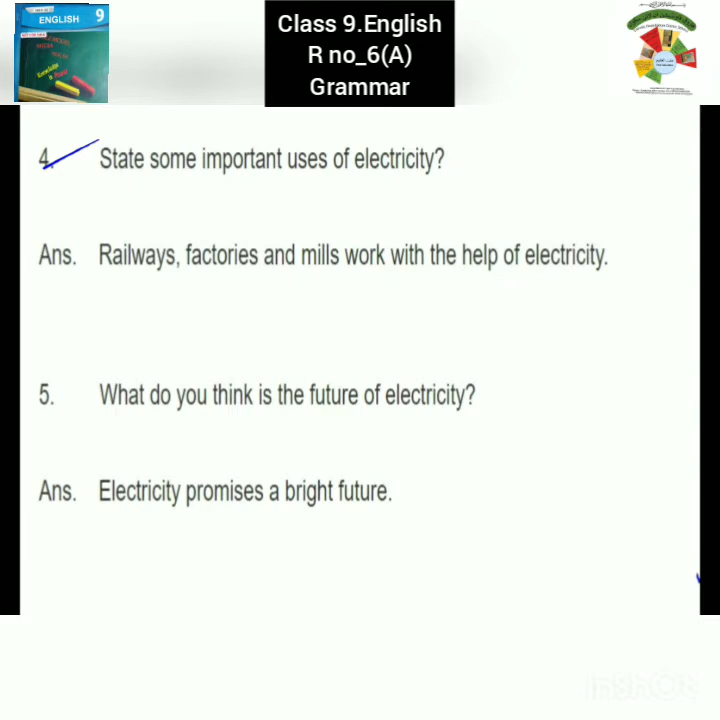 ENGLISH 9
Class 9.English
R no_6(A)
Grammar
4. State some important uses of electricity?
Ans. Railways, factories and mills work with the help of electricity.
5. What do you think is the future of electricity?
Ans. Electricity promises a bright future.